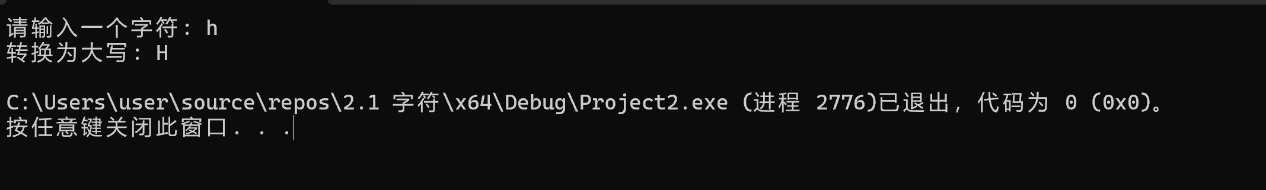 请输入一个字符: h
转换为大写: H
C:\Users\user\source\repos\2.1 字符\x64\Debug\Project2.exe (进程 2776)已退出，代码为 0 (0x0)。
按任意键关闭此窗口. . .